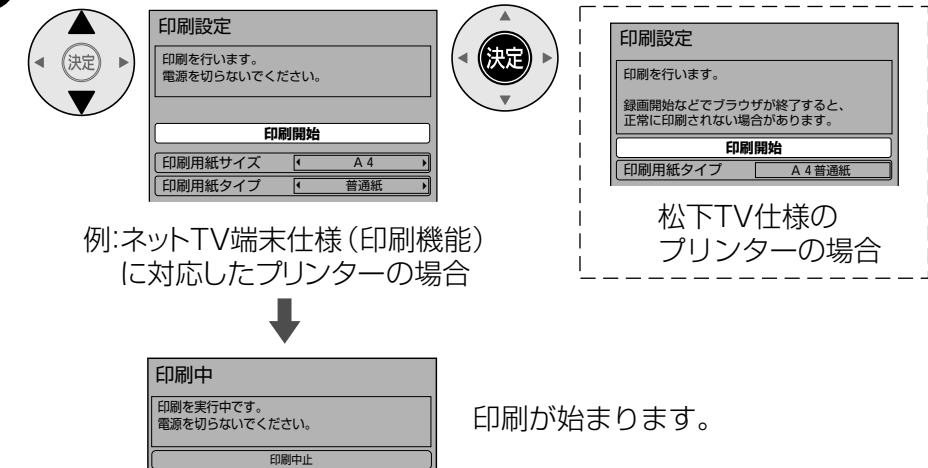 決定
印刷設定
印刷を行います。
電源を切らないでください。
印刷開始
印刷用紙サイズ A 4
印刷用紙タイプ 普通紙
例:ネットTV端末仕様(印刷機能)
に対応したプリンターの場合
決定
印刷設定
印刷を行います。
録画開始などでブラウザが終了すると、
正常に印刷されない場合があります。
印刷開始
印刷用紙タイプ A 4 普通紙
松下TV仕様の
プリンターの場合
印刷中
印刷を実行中です。
電源を切らないでください。
印刷中止
印刷が始まります。